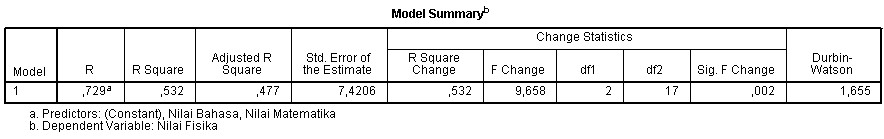 Model Summaryb
Change Statistics
Model R R Square Adjusted R Square Std. Error of the Estimate R Square Change F Change df1 df2 Sig. F Change Durbin-Watson
1 ,729a ,532 ,477 7,4206 ,532 9,658 2 17 ,002 1,655
a. Predictors: (Constant), Nilai Bahasa, Nilai Matematika
b. Dependent Variable: Nilai Fisika